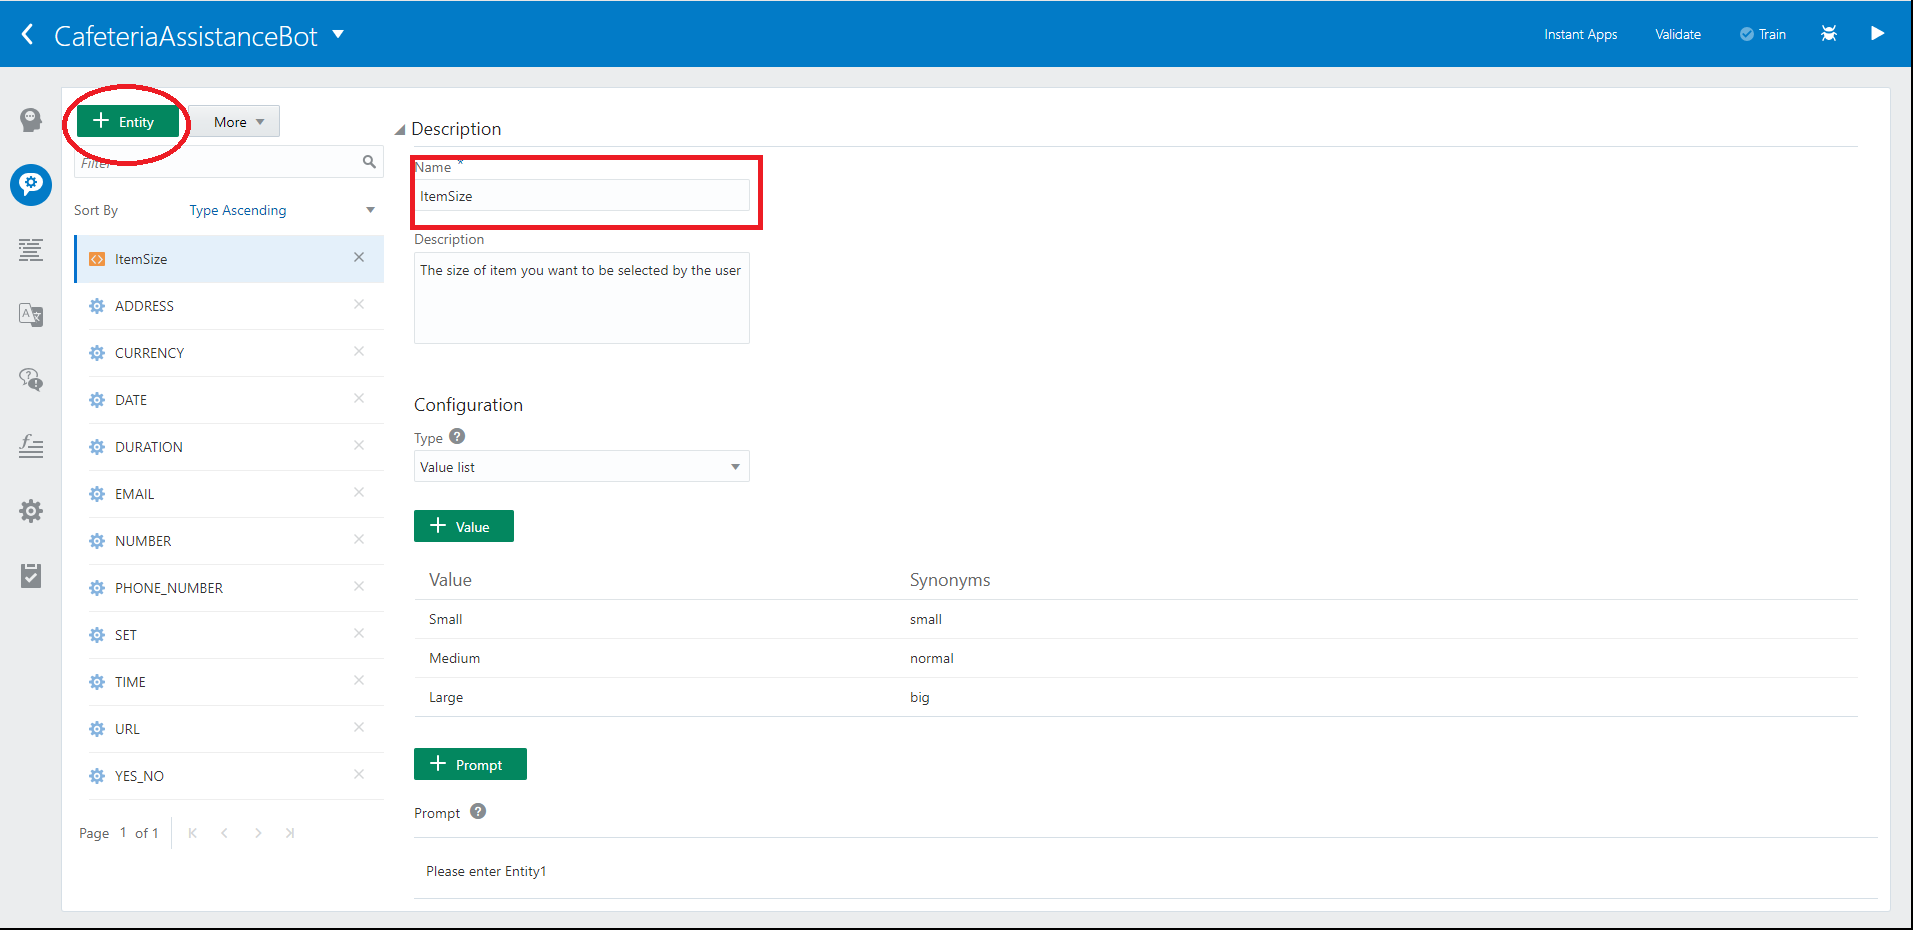 CafeteriaAssistanceBot
Instant Apps
Validate
Train
+ Entity
More
Filter
Sort By Type Ascending
ItemSize
ADDRESS
CURRENCY
DATE
DURATION
EMAIL
NUMBER
PHONE_NUMBER
SET
TIME
URL
YES_NO
Page 1 of 1
Description
Name *
ItemSize
Description
The size of item you want to be selected by the user
Configuration
Type ?
Value list
+ Value
Value Synonyms
Small small
Medium normal
Large big
+ Prompt
Prompt ?
Please enter Entity1